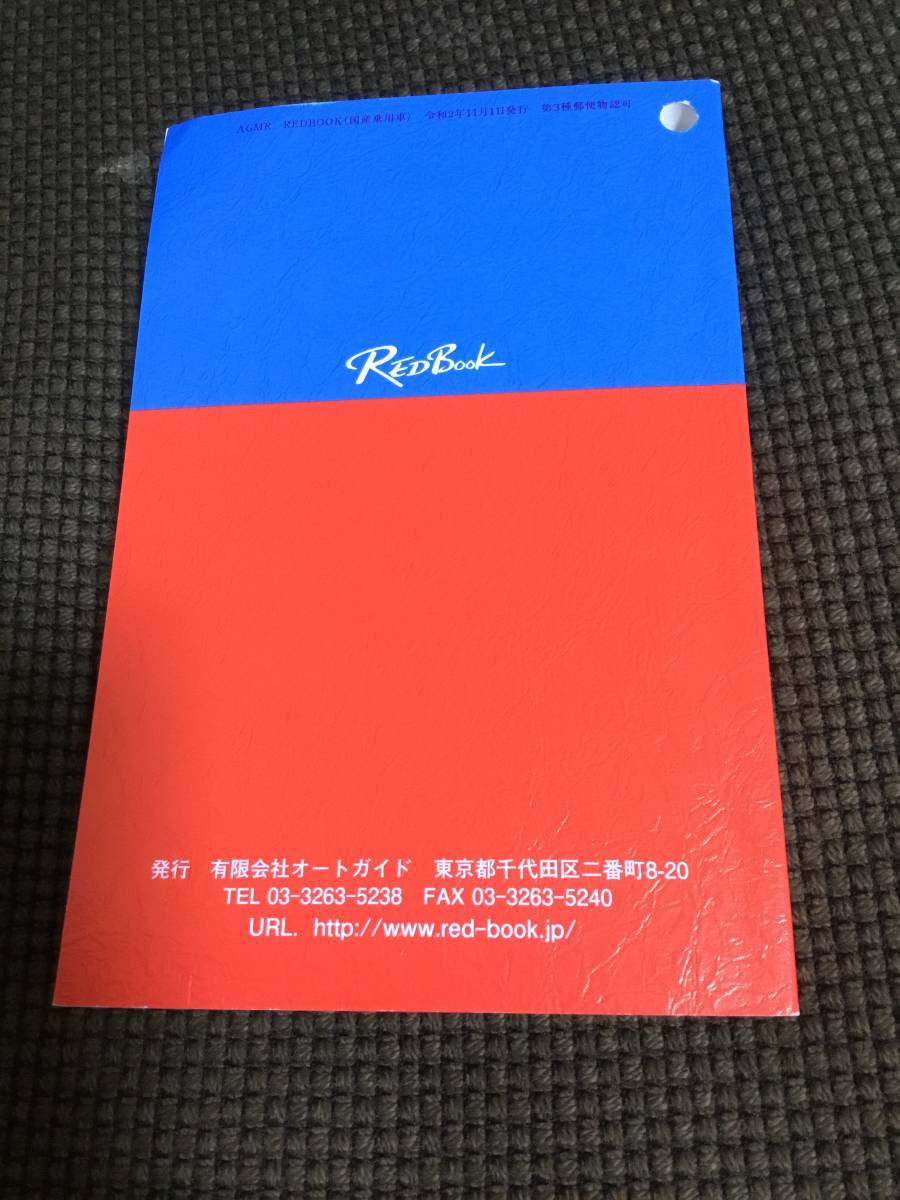 AGMR　REDBOOK（国産乗用車）　令和2年11月1日発行　第3種郵便物認可
REDBOOK
発行　有限会社オートガイド　東京都千代田区二番町8-20
TEL 03-3263-5238　FAX 03-3263-5240
URL.　http://www.red-book.jp/